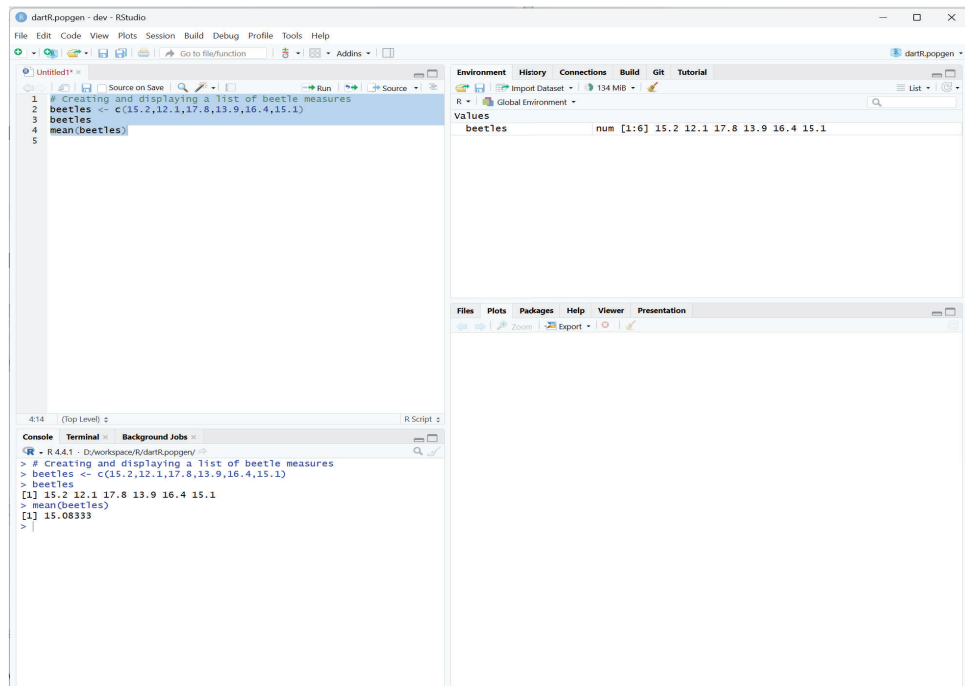 dartR.popgen - dev - RStudio
File Edit Code View Plots Session Build Debug Profile Tools Help
Go to file/function Addins dartR.popgen
Untitled1*
Source on Save Run Source
1 # Creating and displaying a list of beetle measures
2 beetles <- c(15.2,12.1,17.8,13.9,16.4,15.1)
3 beetles
4 mean(beetles)
5
4:14 (Top Level) R Script
Console Terminal Background Jobs
R 4.4.1 · D:/workspace/R/dartR.popgen/
> # Creating and displaying a list of beetle measures
> beetles <- c(15.2,12.1,17.8,13.9,16.4,15.1)
> beetles
[1] 15.2 12.1 17.8 13.9 16.4 15.1
> mean(beetles)
[1] 15.08333
>
Environment History Connections Build Git Tutorial
Import Dataset 134 MiB List
R Global Environment
Values
beetles num [1:6] 15.2 12.1 17.8 13.9 16.4 15.1
Files Plots Packages Help Viewer Presentation
Zoom Export